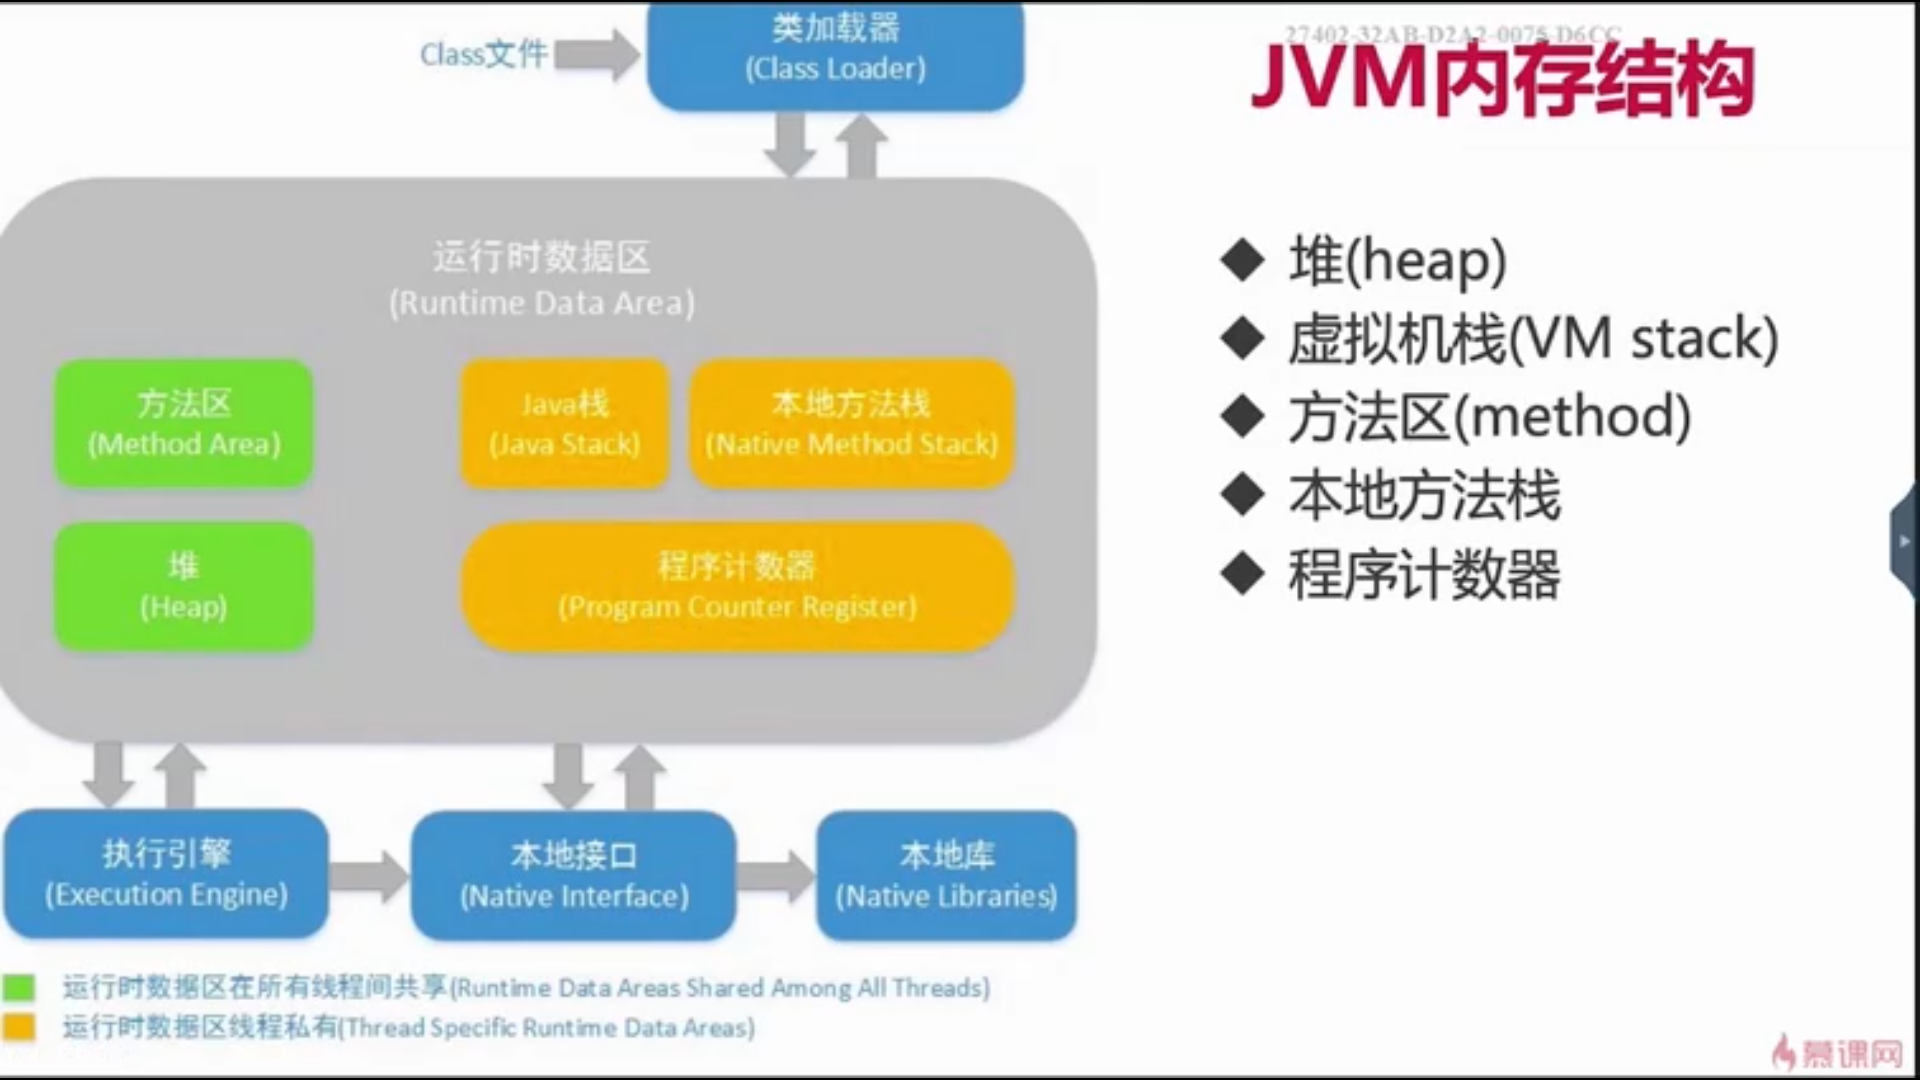 类加载器
(Class Loader)
Class文件
27402-32AB-D2A2-0075-D6CC
JVM内存结构
运行时数据区
(Runtime Data Area)
方法区
(Method Area)
Java栈
(Java Stack)
本地方法栈
(Native Method Stack)
堆
(Heap)
程序计数器
(Program Counter Register)
执行引擎
(Execution Engine)
本地接口
(Native Interface)
本地库
(Native Libraries)
运行时数据区在所有线程间共享(Runtime Data Areas Shared Among All Threads)
运行时数据区线程私有(Thread Specific Runtime Data Areas)
◆ 堆(heap)
◆ 虚拟机栈(VM stack)
◆ 方法区(method)
◆ 本地方法栈
◆ 程序计数器
慕课网